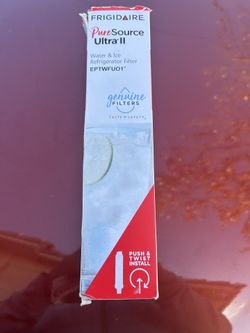 FRIGIDAIRE
PureSource
Ultra II
Water & Ice
Refrigerator Filter
EPTWFU01
genuine
FILTERS
PUSH &
TWIST
INSTALL